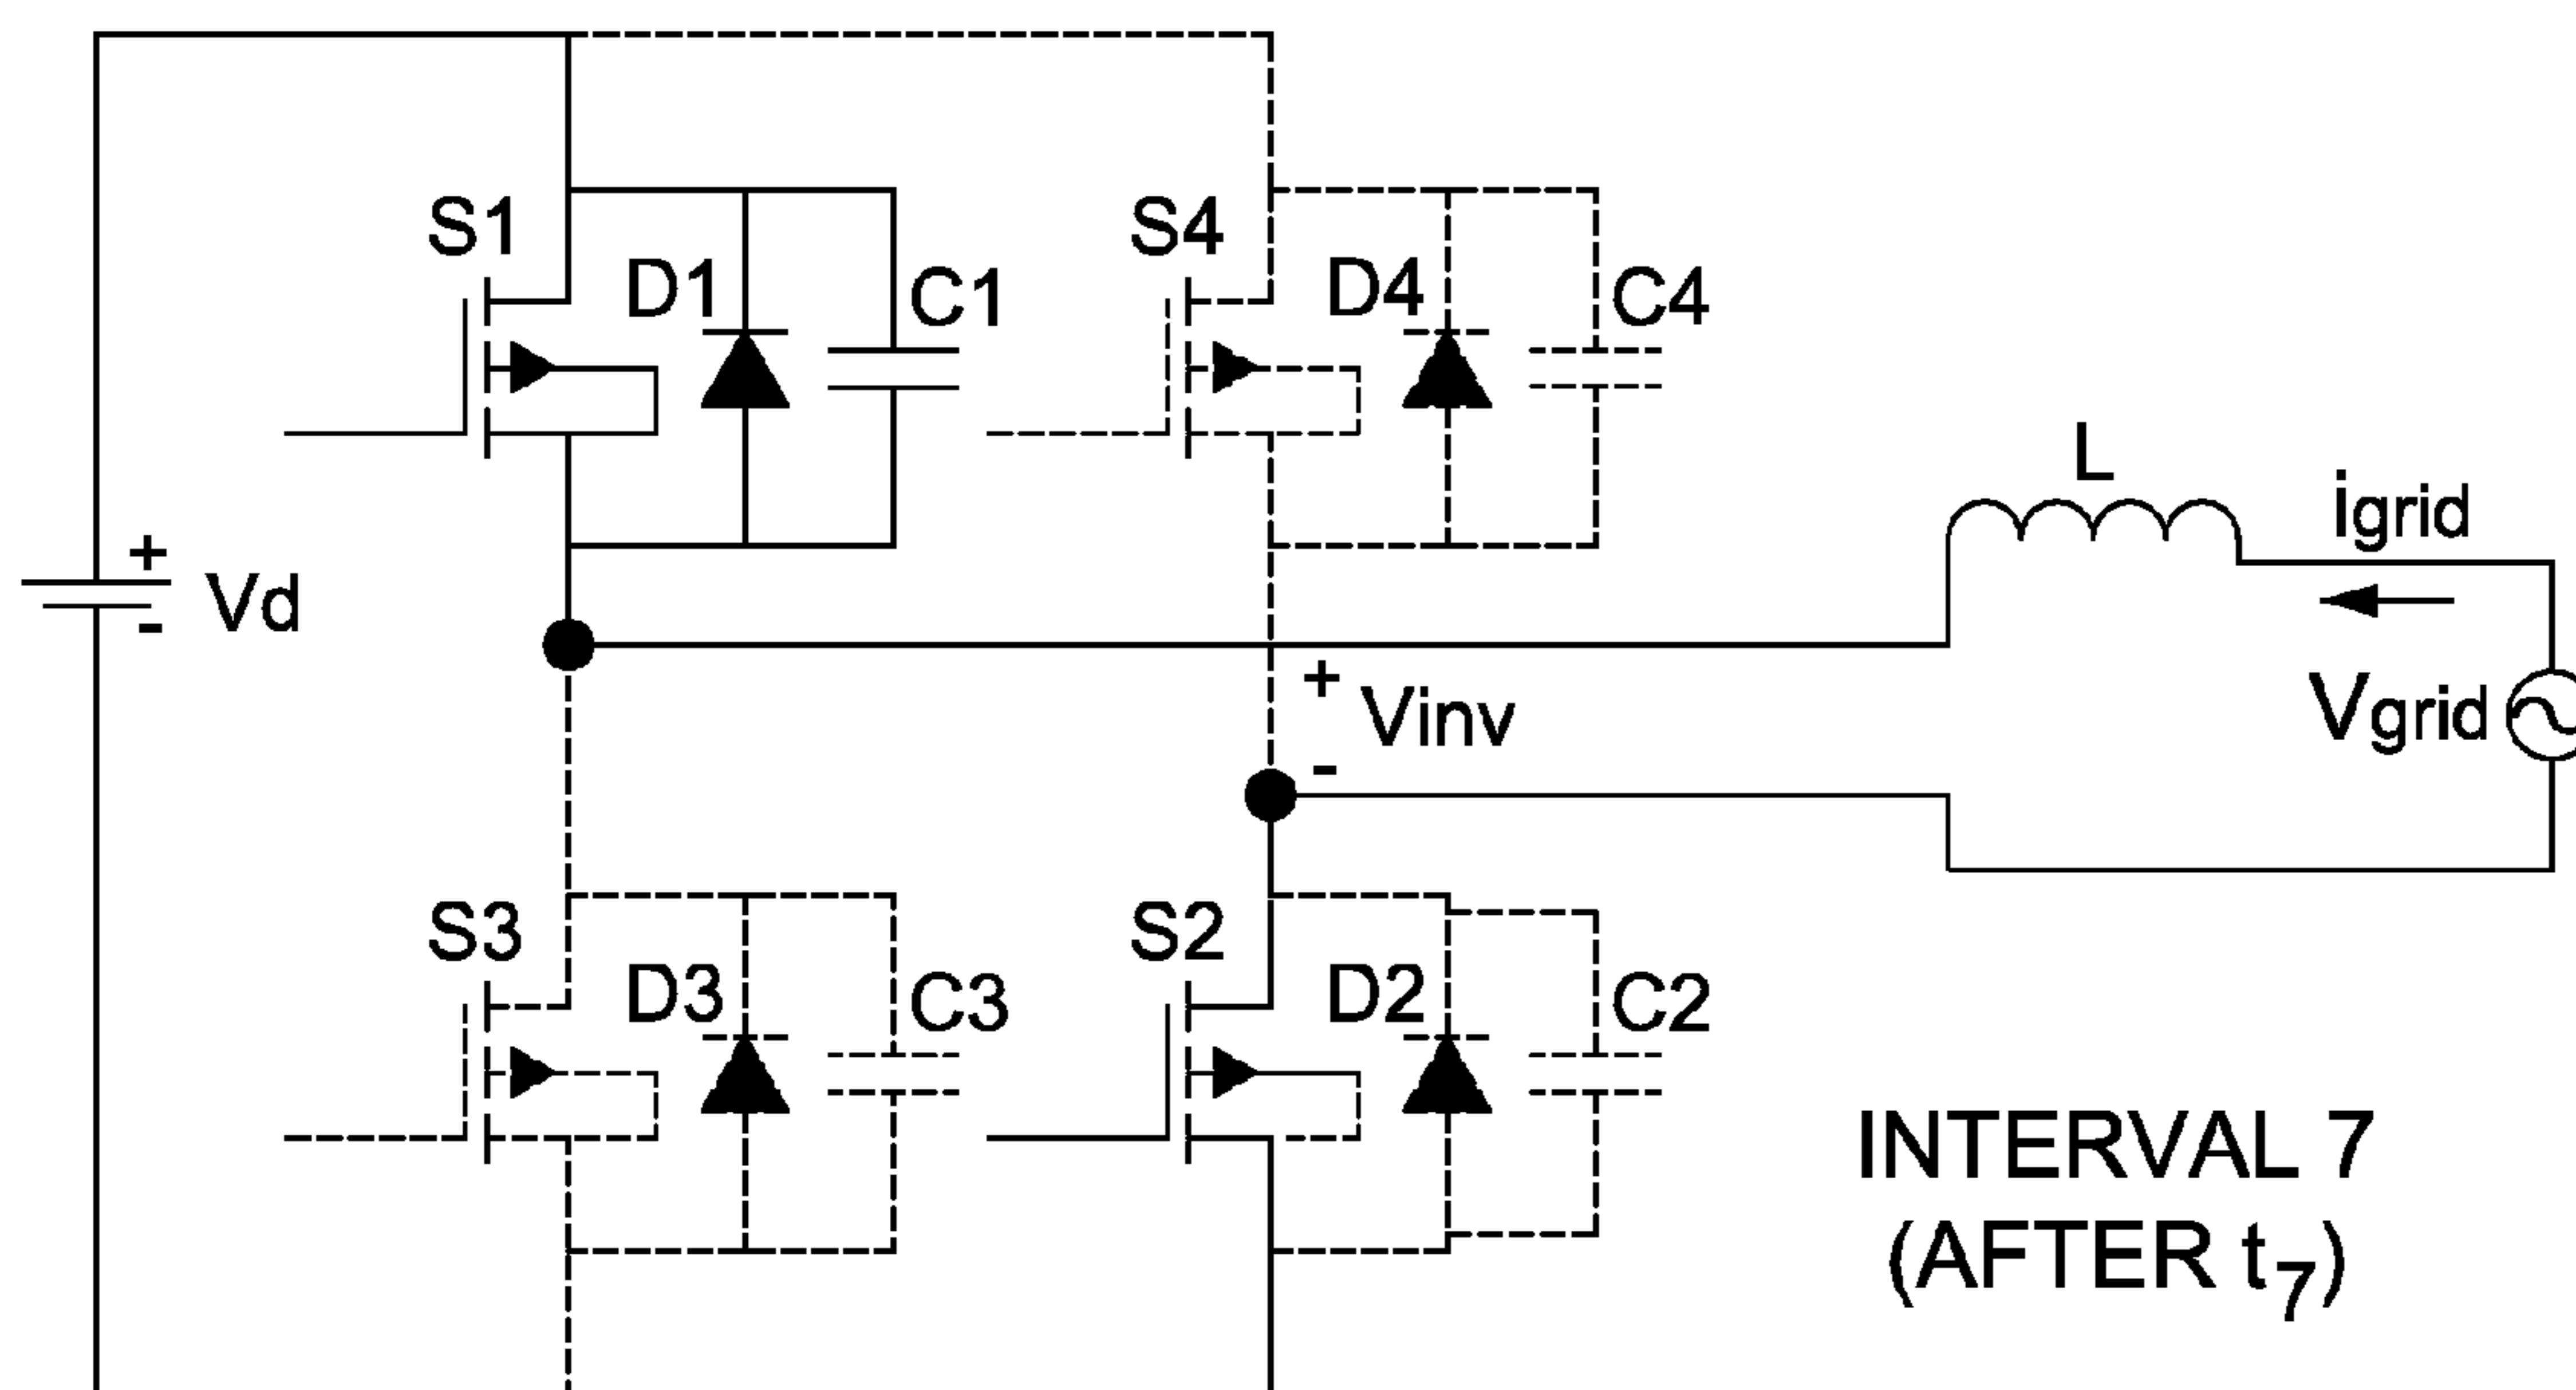 S1
D1
C1
S4
D4
C4
L
igrid
+
Vd
-
+
Vinv
-
Vgrid
S3
D3
C3
S2
D2
C2
INTERVAL 7
(AFTER t7)